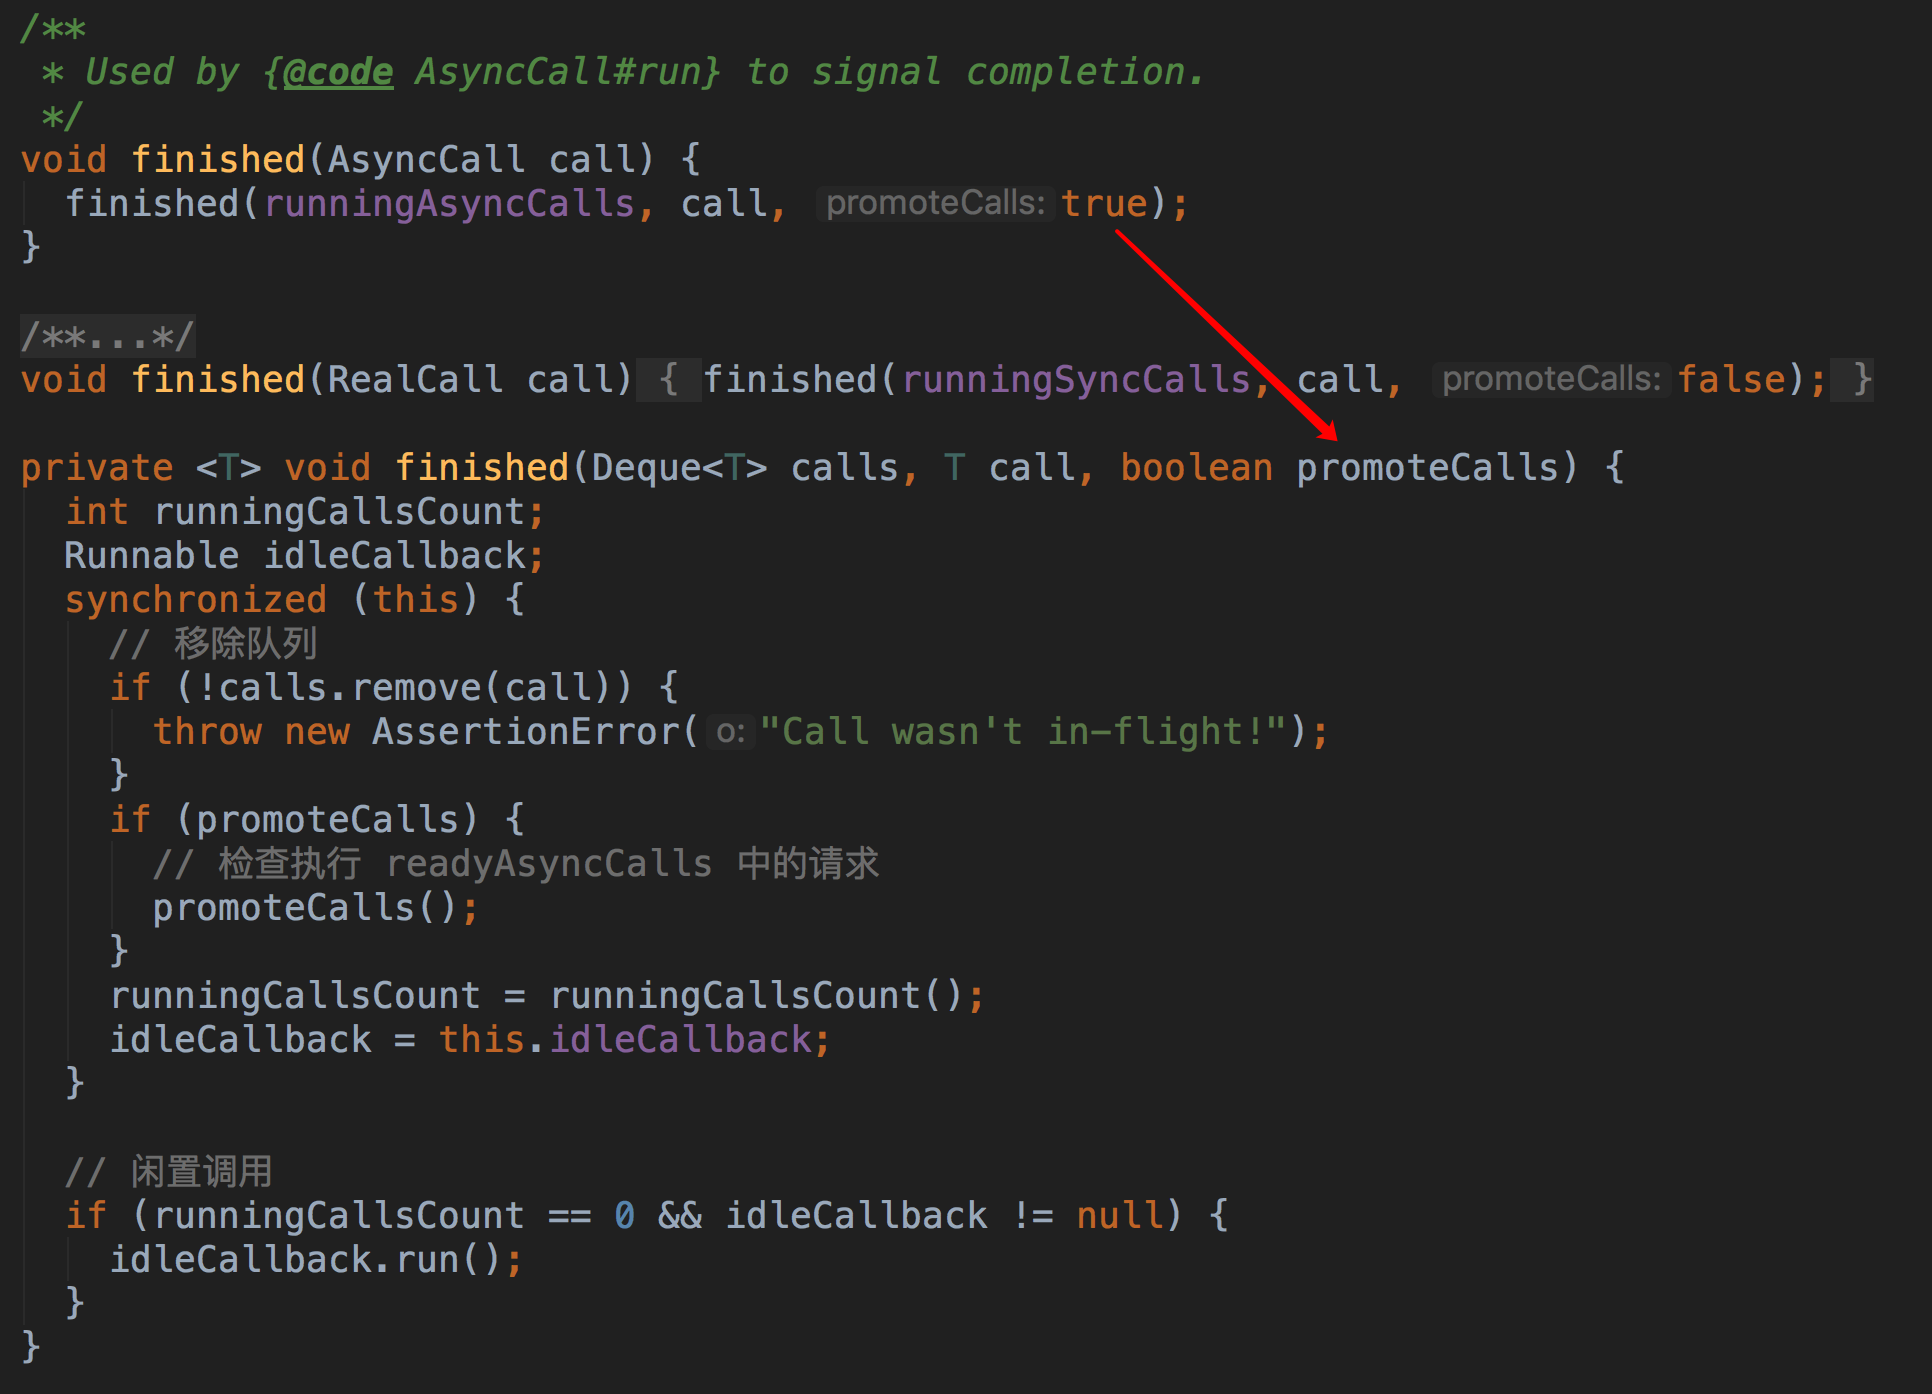 /**
 * Used by {@code AsyncCall#run} to signal completion.
 */
void finished(AsyncCall call) {
  finished(runningAsyncCalls, call, promoteCalls: true);
}

/**...*/
void finished(RealCall call) { finished(runningSyncCalls, call, promoteCalls: false); }

private <T> void finished(Deque<T> calls, T call, boolean promoteCalls) {
  int runningCallsCount;
  Runnable idleCallback;
  synchronized (this) {
    // 移除队列
    if (!calls.remove(call)) {
      throw new AssertionError( o: "Call wasn't in-flight!");
    }
    if (promoteCalls) {
      // 检查执行 readyAsyncCalls 中的请求
      promoteCalls();
    }
    runningCallsCount = runningCallsCount();
    idleCallback = this.idleCallback;
  }

  // 闲置调用
  if (runningCallsCount == 0 && idleCallback != null) {
    idleCallback.run();
  }
}